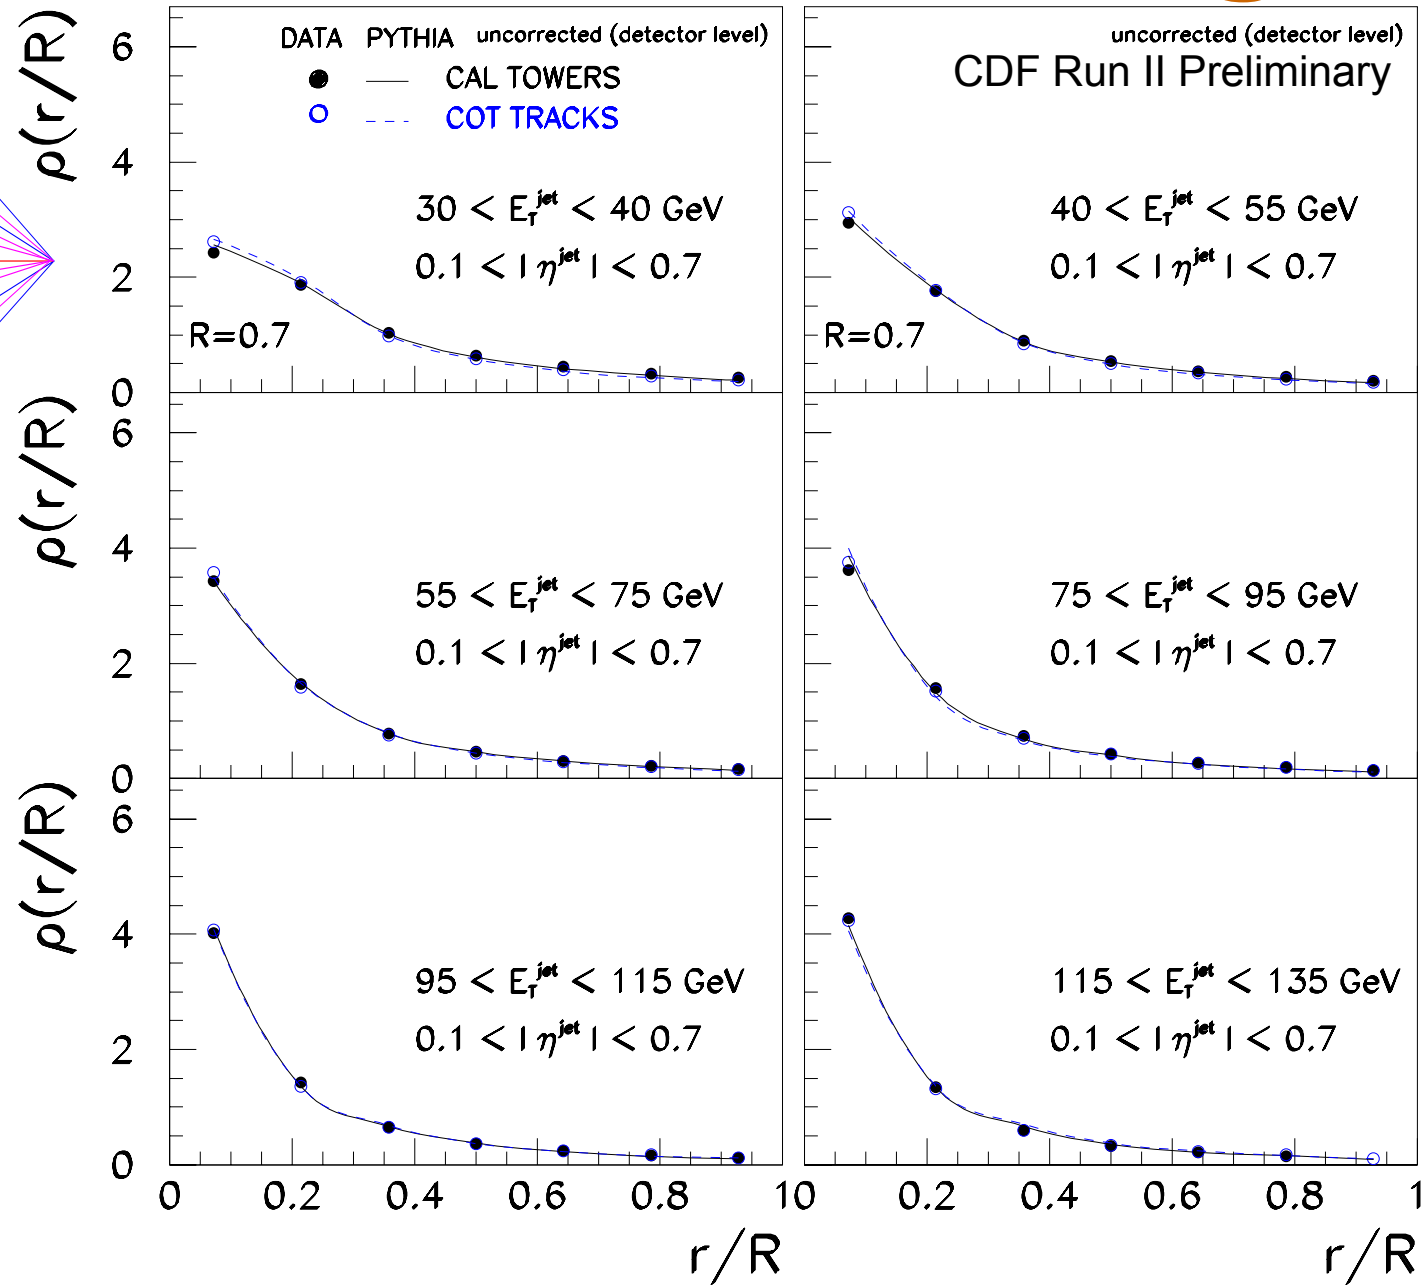 DATA PYTHIA uncorrected (detector level)
CAL TOWERS
COT TRACKS
30 < E_T^jet < 40 GeV
0.1 < | η^jet | < 0.7
R=0.7
ρ(r/R)
6
4
2
0
uncorrected (detector level)
CDF Run II Preliminary
40 < E_T^jet < 55 GeV
0.1 < | η^jet | < 0.7
R=0.7
ρ(r/R)
6
4
2
0
55 < E_T^jet < 75 GeV
0.1 < | η^jet | < 0.7
75 < E_T^jet < 95 GeV
0.1 < | η^jet | < 0.7
ρ(r/R)
6
4
2
0
95 < E_T^jet < 115 GeV
0.1 < | η^jet | < 0.7
115 < E_T^jet < 135 GeV
0.1 < | η^jet | < 0.7
0 0.2 0.4 0.6 0.8 10 0.2 0.4 0.6 0.8 1
r/R r/R